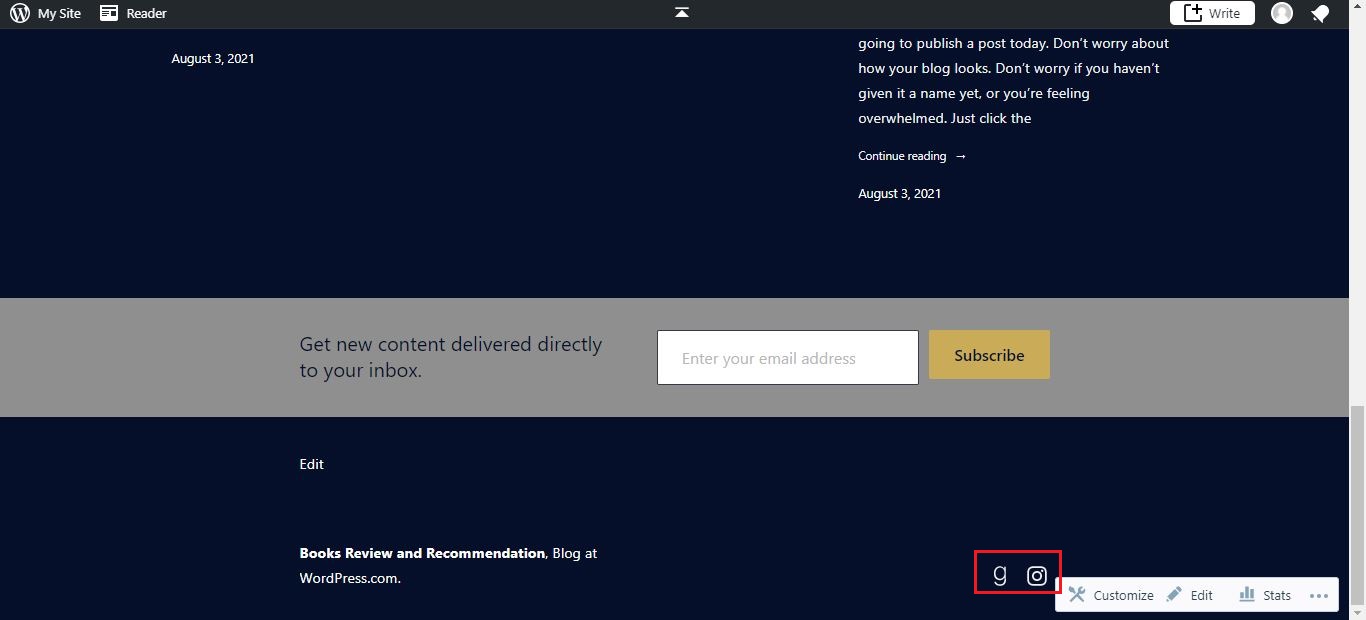 My Site
Reader
Write
August 3, 2021
going to publish a post today. Don’t worry about
how your blog looks. Don’t worry if you haven’t
given it a name yet, or you’re feeling
overwhelmed. Just click the
Continue reading →
August 3, 2021
Get new content delivered directly
to your inbox.
Enter your email address
Subscribe
Edit
Books Review and Recommendation, Blog at
WordPress.com.
Customize
Edit
Stats